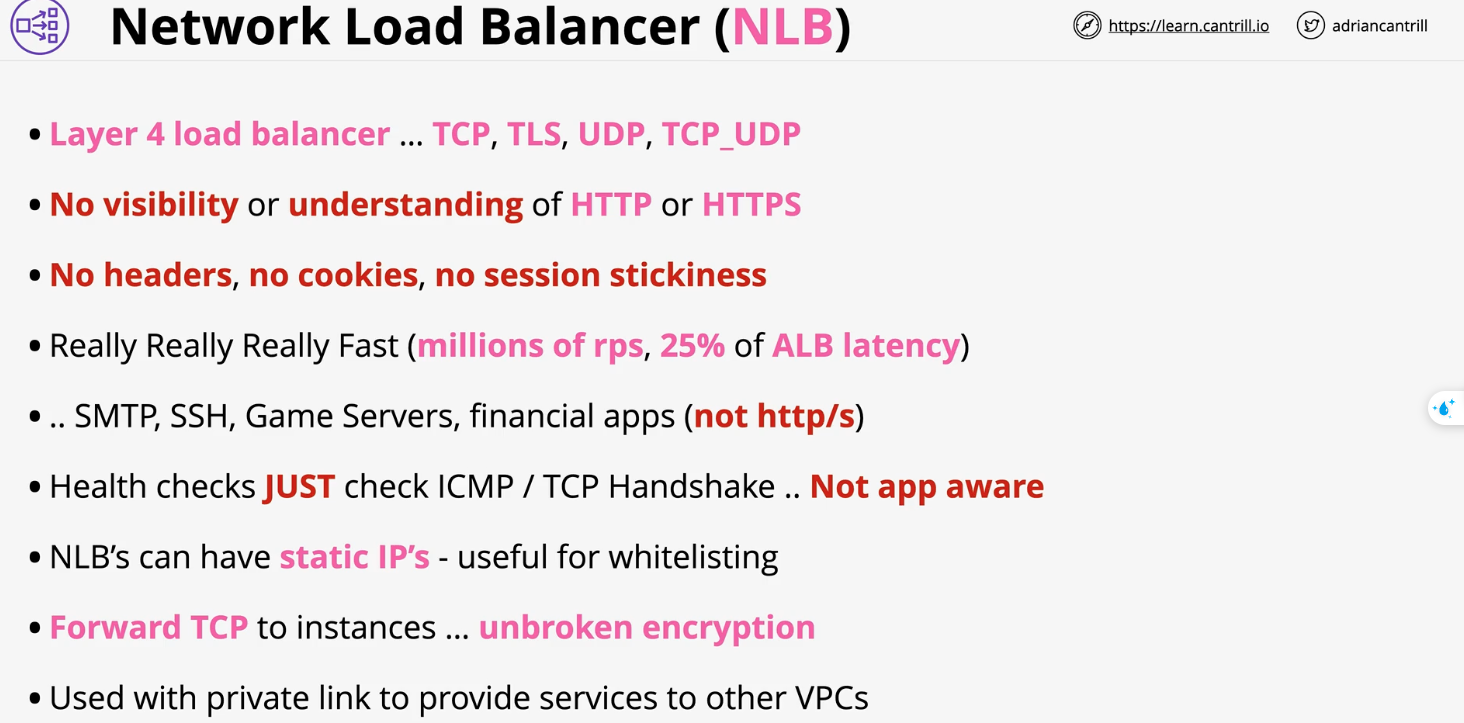 Network Load Balancer (NLB)
https://learn.cantrill.io
adriancantrill
• Layer 4 load balancer ... TCP, TLS, UDP, TCP_UDP
• No visibility or understanding of HTTP or HTTPS
• No headers, no cookies, no session stickiness
• Really Really Really Fast (millions of rps, 25% of ALB latency)
• .. SMTP, SSH, Game Servers, financial apps (not http/s)
• Health checks JUST check ICMP / TCP Handshake .. Not app aware
• NLB’s can have static IP’s - useful for whitelisting
• Forward TCP to instances ... unbroken encryption
• Used with private link to provide services to other VPCs